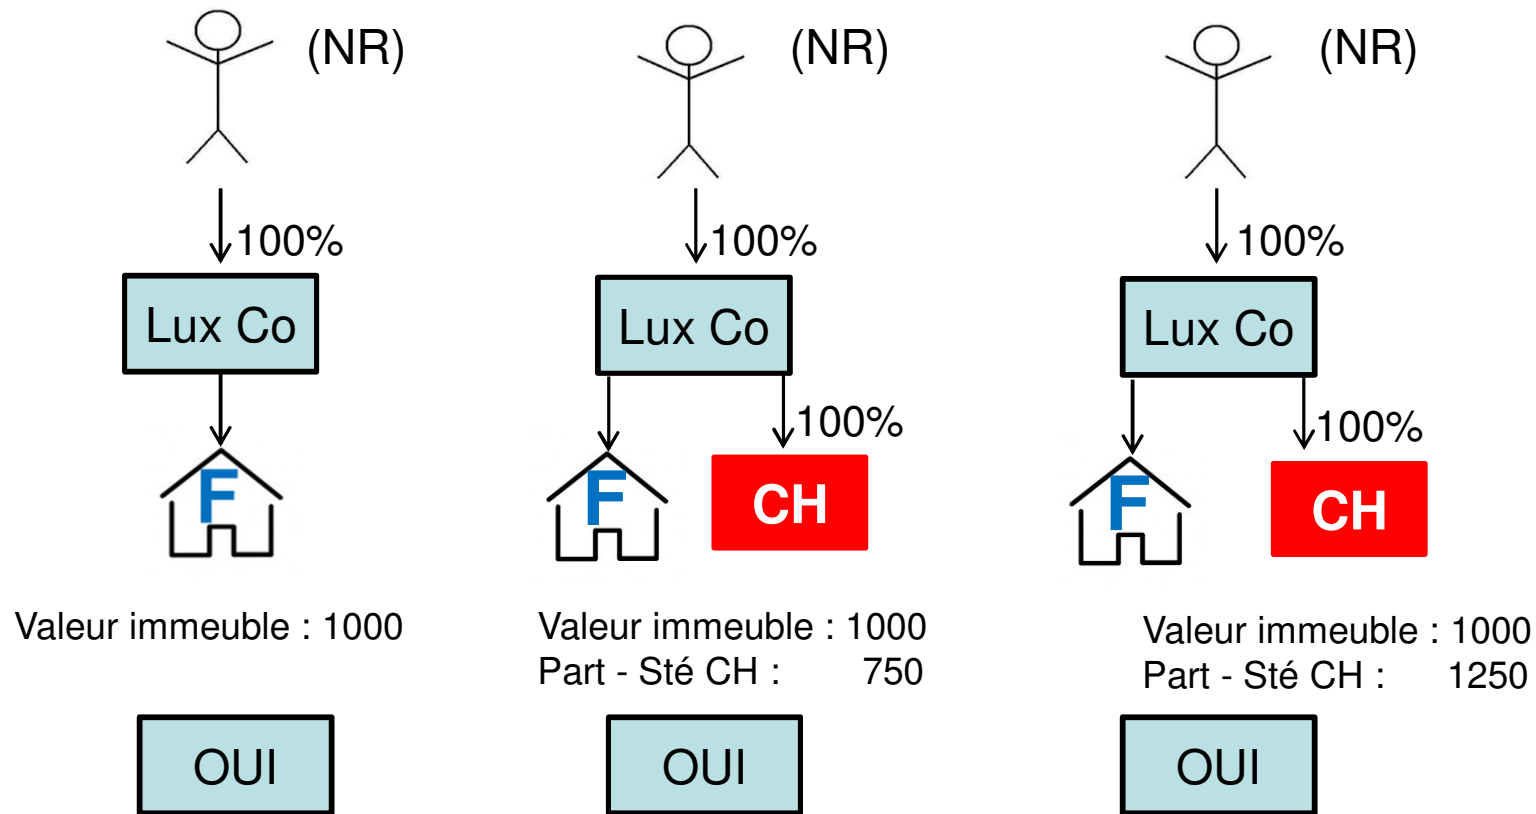 (NR)
100%
Lux Co
F
Valeur immeuble : 1000
OUI
(NR)
100%
Lux Co
100%
F
CH
Valeur immeuble : 1000
Part - Sté CH : 750
OUI
(NR)
100%
Lux Co
100%
F
CH
Valeur immeuble : 1000
Part - Sté CH : 1250
OUI